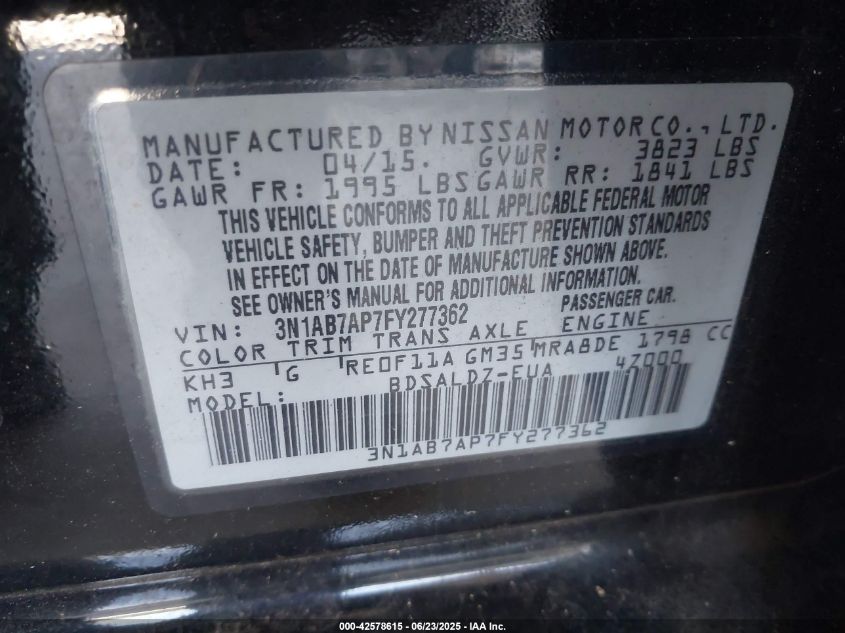 MANUFACTURED BY NISSAN MOTOR CO., LTD.
DATE: 04/15. GVWR: 3823 LBS
GAWR FR: 1995 LBS GAWR RR: 1841 LBS
THIS VEHICLE CONFORMS TO ALL APPLICABLE FEDERAL MOTOR
VEHICLE SAFETY, BUMPER AND THEFT PREVENTION STANDARDS
IN EFFECT ON THE DATE OF MANUFACTURE SHOWN ABOVE.
SEE OWNER'S MANUAL FOR ADDITIONAL INFORMATION.
VIN: 3N1AB7AP7FY277362 PASSENGER CAR.
COLOR TRIM TRANS AXLE ENGINE
KH3 G RE0F11A GM35 MRA8DE 1798 CC
MODEL: BDSALDZ-EUA 4Z000
3N1AB7AP7FY277362
000-42578615 - 06/23/2025 - IAA, Inc.